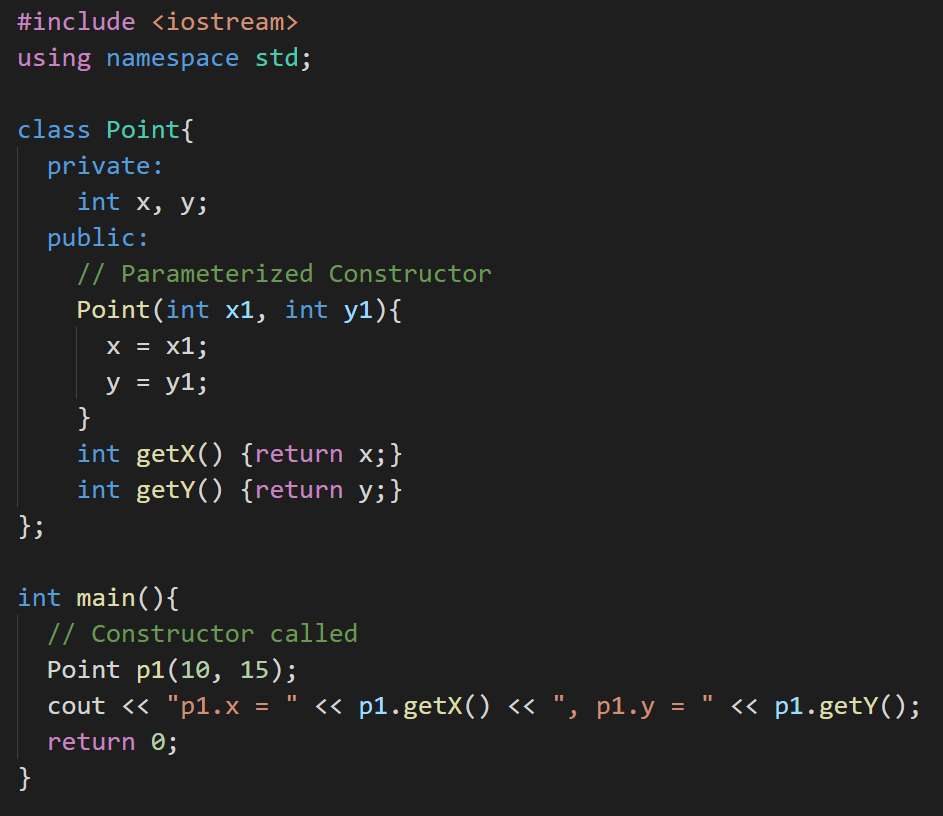 #include <iostream>
using namespace std;
class Point{
  private:
    int x, y;
  public:
    // Parameterized Constructor
    Point(int x1, int y1){
      x = x1;
      y = y1;
    }
    int getX() {return x;}
    int getY() {return y;}
};
int main(){
  // Constructor called
  Point p1(10, 15);
  cout << "p1.x = " << p1.getX() << ", p1.y = " << p1.getY();
  return 0;
}